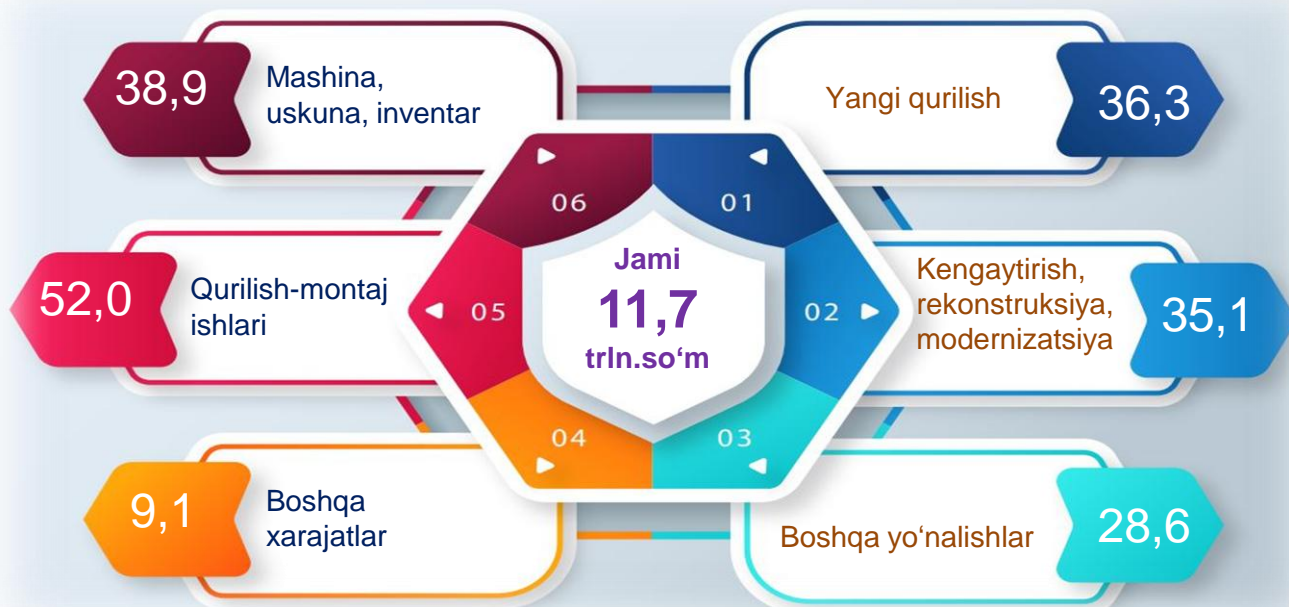 38,9
Mashina,
uskuna, inventar
Yangi qurilish
36,3
06
01
52,0
Qurilish-montaj
ishlari
05
Jami
11,7
trln.so‘m
02
Kengaytirish,
rekonstruksiya,
modernizatsiya
35,1
04
03
9,1
Boshqa
xarajatlar
Boshqa yo‘nalishlar
28,6